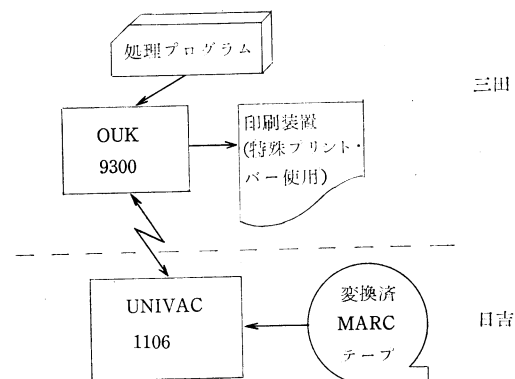 処理プログラム
三田
OUK
9300
印刷装置
(特殊プリント・
バー使用)
UNIVAC
1106
変換済
MARC
テープ
日吉